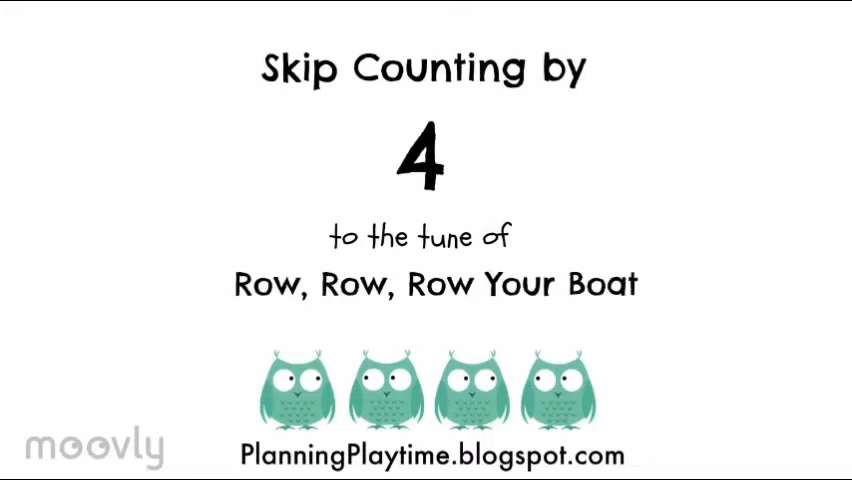 Skip Counting by
4
to the tune of
Row, Row, Row Your Boat
moovly
PlanningPlaytime.blogspot.com